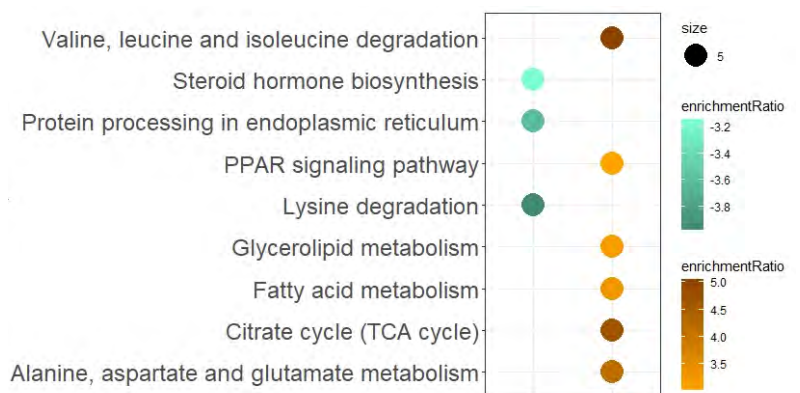 Valine, leucine and isoleucine degradation
Steroid hormone biosynthesis
Protein processing in endoplasmic reticulum
PPAR signaling pathway
Lysine degradation
Glycerolipid metabolism
Fatty acid metabolism
Citrate cycle (TCA cycle)
Alanine, aspartate and glutamate metabolism
size
5
enrichmentRatio
-3.2
-3.4
-3.6
-3.8
enrichmentRatio
5.0
4.5
4.0
3.5